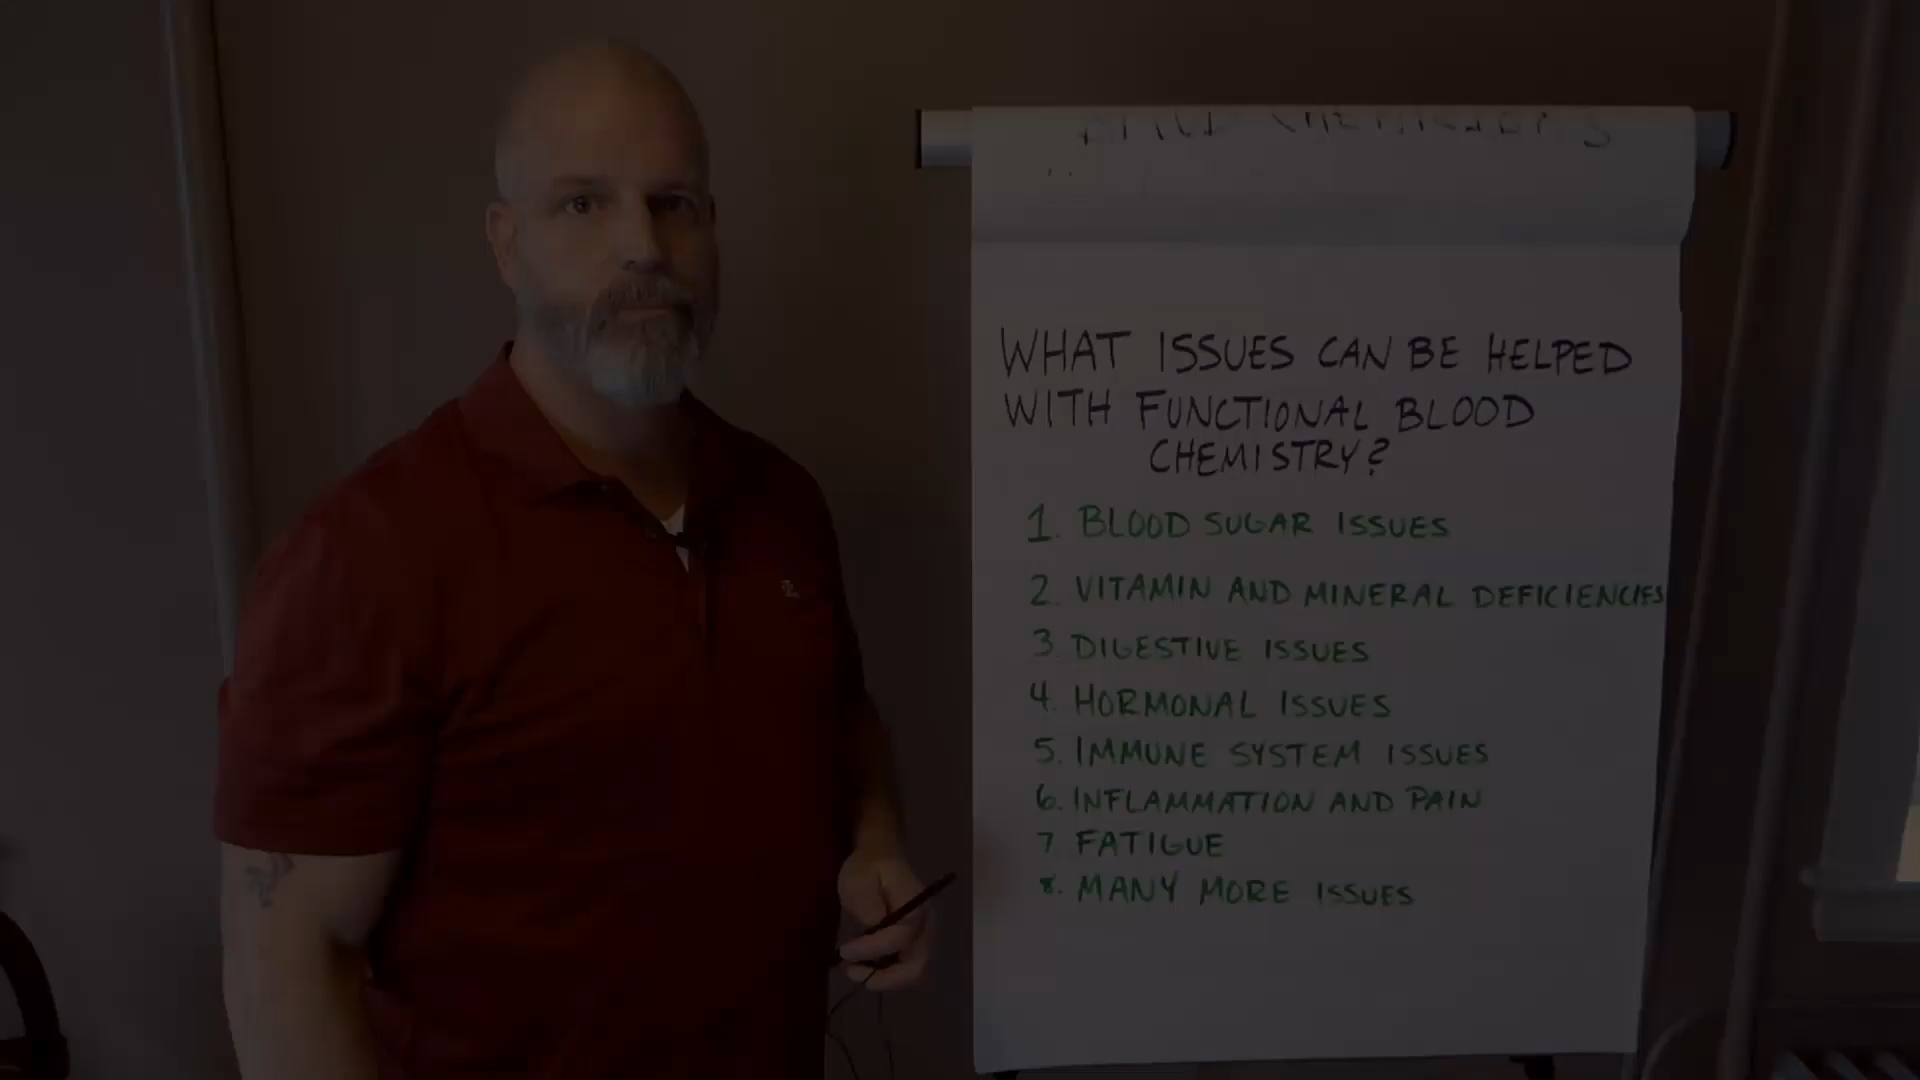 WHAT ISSUES CAN BE HELPED
WITH FUNCTIONAL BLOOD
CHEMISTRY?
1. BLOOD SUGAR ISSUES
2. VITAMIN AND MINERAL DEFICIENCIES
3 DIGESTIVE ISSUES
4. HORMONAL ISSUES
5. IMMUNE SYSTEM ISSUES
6. INFLAMMATION AND PAIN
7 FATIGUE
8. MANY MORE ISSUES